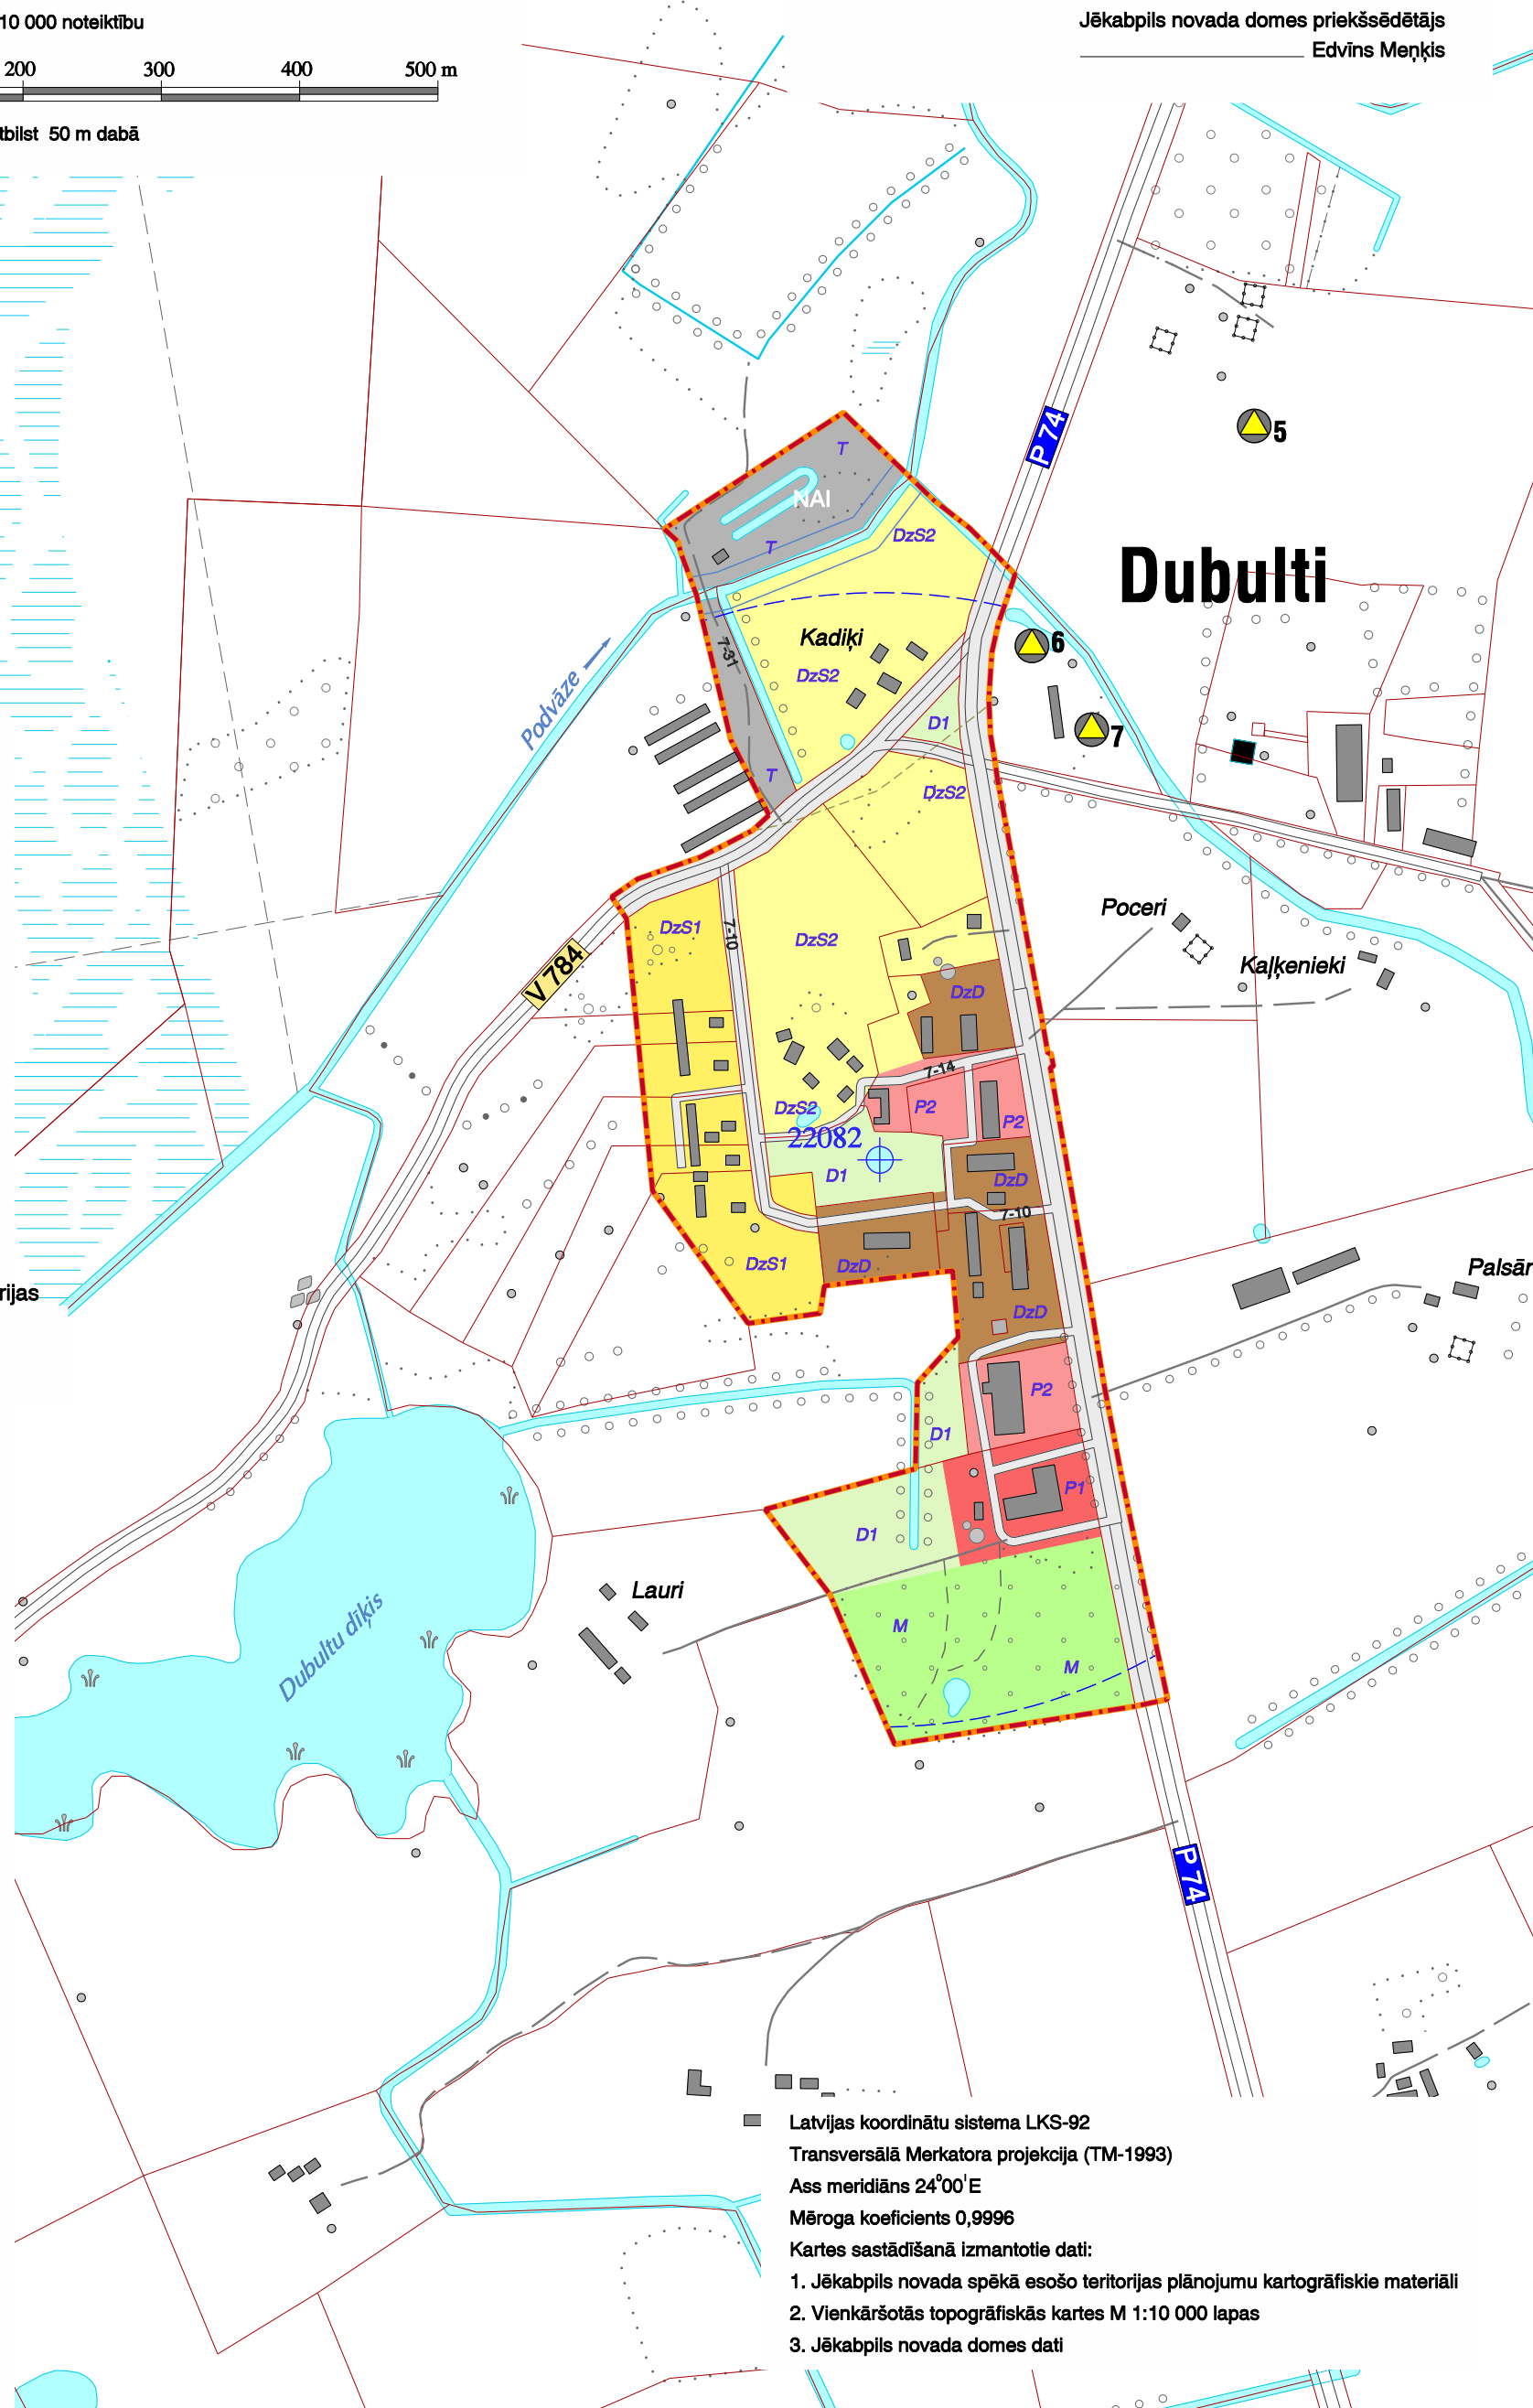 10 000 noteiktību
200 300 400 500 m
tbilst 50 m dabā
Jēkabpils novada domes priekšsēdētājs
Edvīns Meņķis
P 74
5
T
NAI
DzS2
T
Dubulti
Kadiķi
6
7-31
DzS2
Podvāze
D1
7
T
DzS2
Poceri
DzS1
7-10
DzS2
Kaļķenieki
V 784
DzD
7-14
DzS2
P2
P2
22082
D1
DzD
7-10
DzS1
DzD
Palsār
rijas
DzD
P2
D1
P1
D1
Lauri
M
Dubultu dīķis
M
P 74
Latvijas koordinātu sistema LKS-92
Transversālā Merkatora projekcija (TM-1993)
Ass meridiāns 24°00'E
Mēroga koeficients 0,9996
Kartes sastādīšanā izmantotie dati:
1. Jēkabpils novada spēkā esošo teritorijas plānojumu kartogrāfiskie materiāli
2. Vienkāršotās topogrāfiskās kartes M 1:10 000 lapas
3. Jēkabpils novada domes dati